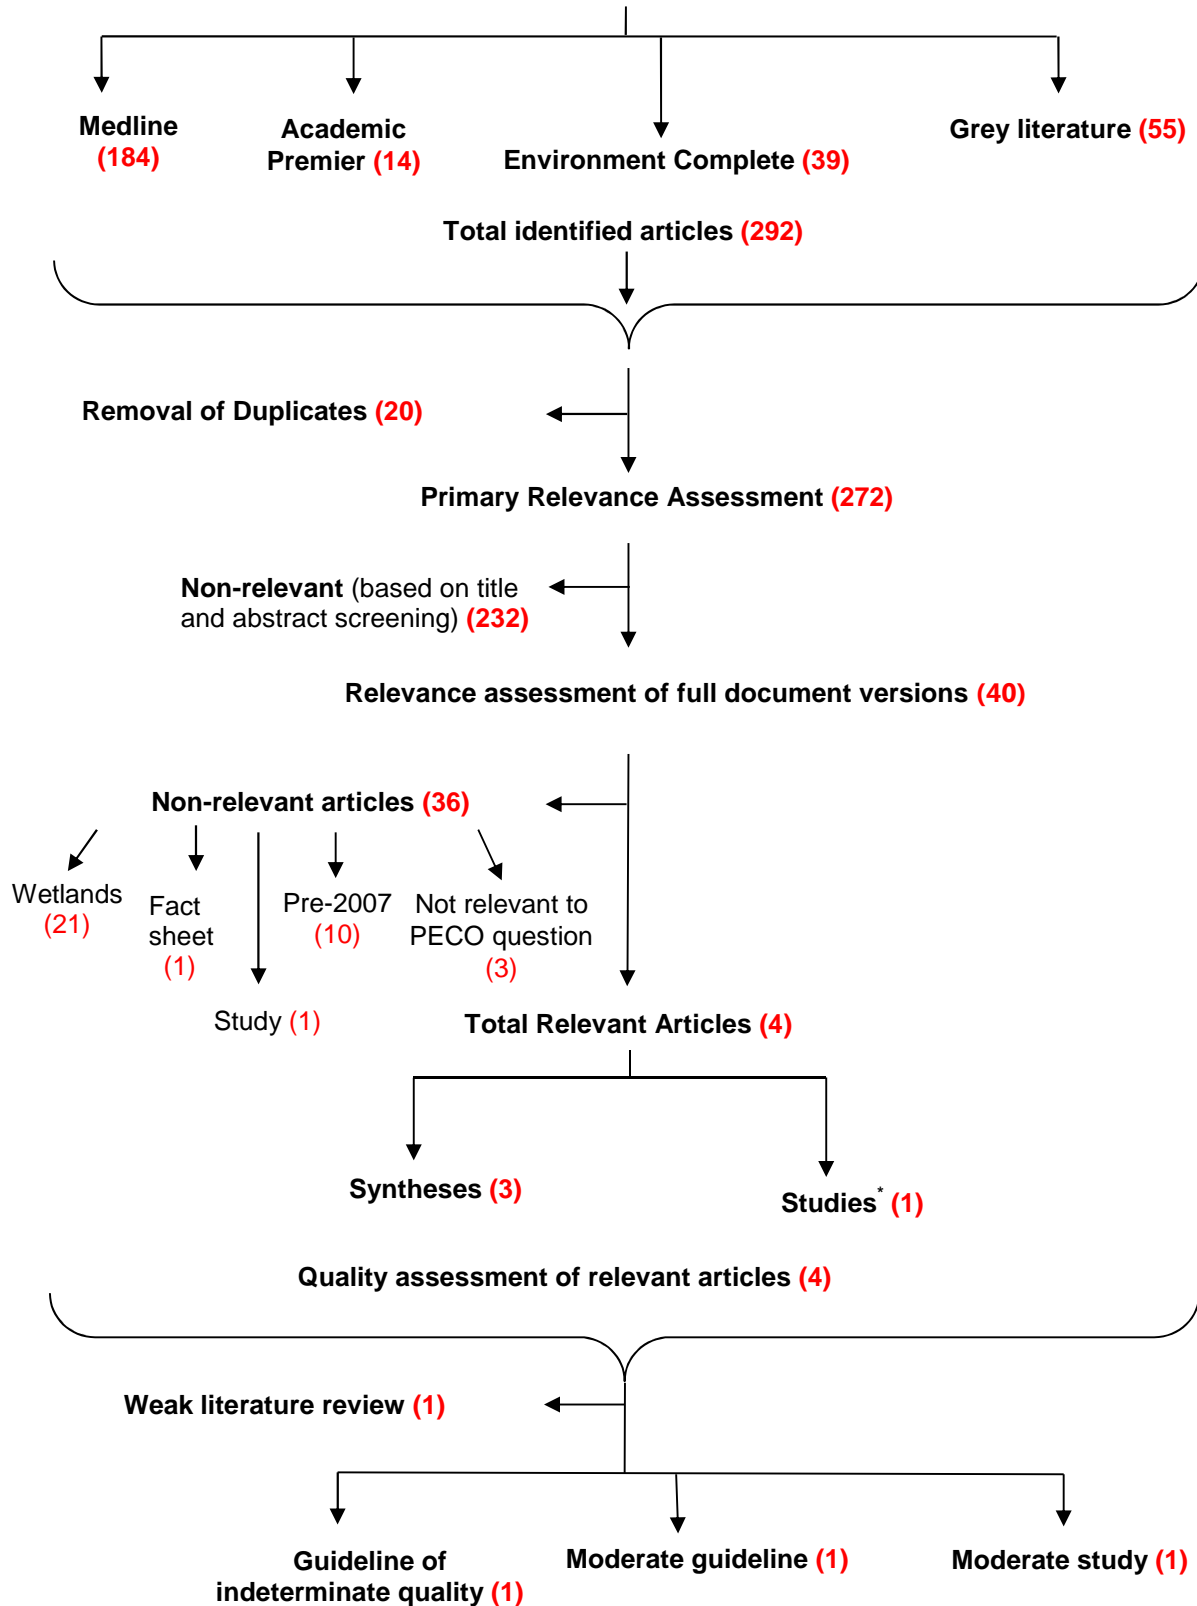 Medline
(184)
Academic
Premier (14)
Environment Complete (39)
Grey literature (55)
Total identified articles (292)
Removal of Duplicates (20)
Primary Relevance Assessment (272)
Non-relevant (based on title
and abstract screening) (232)
Relevance assessment of full document versions (40)
Non-relevant articles (36)
Wetlands
(21)
Fact
sheet
(1)
Study (1)
Pre-2007
(10)
Not relevant to
PECO question
(3)
Total Relevant Articles (4)
Syntheses (3)
Studies* (1)
Quality assessment of relevant articles (4)
Weak literature review (1)
Guideline of
indeterminate quality (1)
Moderate guideline (1)
Moderate study (1)